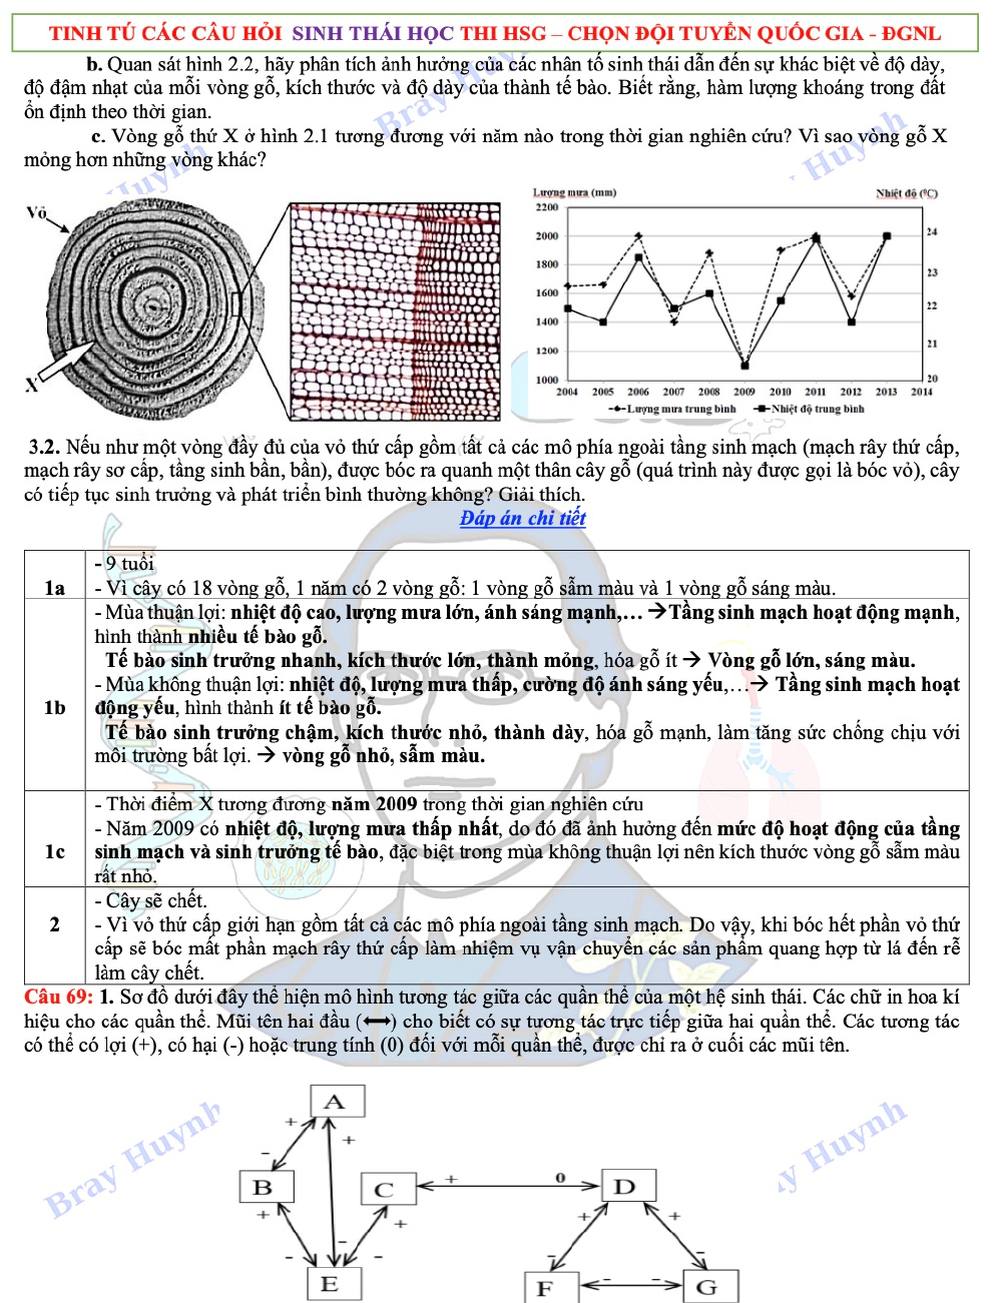 TINH TÚ CÁC CÂU HỎI SINH THÁI HỌC THI HSG – CHỌN ĐỘI TUYỂN QUỐC GIA - ĐGNL
b. Quan sát hình 2.2, hãy phân tích ảnh hưởng của các nhân tố sinh thái dẫn đến sự khác biệt về độ dày,
độ đậm nhạt của mỗi vòng gỗ, kích thước và độ dày của thành tế bào. Biết rằng, hàm lượng khoáng trong đất
ổn định theo thời gian.
c. Vòng gỗ thứ X ở hình 2.1 tương đương với năm nào trong thời gian nghiên cứu? Vì sao vòng gỗ X
mỏng hơn những vòng khác?
Vỏ
X
Lượng mưa (mm)
Nhiệt độ (⁰C)
2200
2000
1800
1600
1400
1200
1000
24
23
22
21
20
2004 2005 2006 2007 2008 2009 2010 2011 2012 2013 2014
Lượng mưa trung bình
Nhiệt độ trung bình
3.2. Nếu như một vòng đầy đủ của vỏ thứ cấp gồm tất cả các mô phía ngoài tầng sinh mạch (mạch rây thứ cấp,
mạch rây sơ cấp, tầng sinh bần, bần), được bóc ra quanh một thân cây gỗ (quá trình này được gọi là bóc vỏ), cây
có tiếp tục sinh trưởng và phát triển bình thường không? Giải thích.
Đáp án chi tiết
1a
- 9 tuổi
- Vì cây có 18 vòng gỗ, 1 năm có 2 vòng gỗ: 1 vòng gỗ sẫm màu và 1 vòng gỗ sáng màu.
1b
- Mùa thuận lợi: nhiệt độ cao, lượng mưa lớn, ánh sáng mạnh,… → Tầng sinh mạch hoạt động mạnh,
hình thành nhiều tế bào gỗ.
Tế bào sinh trưởng nhanh, kích thước lớn, thành mỏng, hóa gỗ ít → Vòng gỗ lớn, sáng màu.
- Mùa không thuận lợi: nhiệt độ, lượng mưa thấp, cường độ ánh sáng yếu,…→ Tầng sinh mạch hoạt
động yếu, hình thành ít tế bào gỗ.
Tế bào sinh trưởng chậm, kích thước nhỏ, thành dày, hóa gỗ mạnh, làm tăng sức chống chịu với
môi trường bất lợi. → vòng gỗ nhỏ, sẫm màu.
1c
- Thời điểm X tương đương năm 2009 trong thời gian nghiên cứu
- Năm 2009 có nhiệt độ, lượng mưa thấp nhất, do đó đã ảnh hưởng đến mức độ hoạt động của tầng
sinh mạch và sinh trưởng tế bào, đặc biệt trong mùa không thuận lợi nên kích thước vòng gỗ sẫm màu
rất nhỏ.
2
- Cây sẽ chết.
- Vì vỏ thứ cấp giới hạn gồm tất cả các mô phía ngoài tầng sinh mạch. Do vậy, khi bóc hết phần vỏ thứ
cấp sẽ bóc mất phần mạch rây thứ cấp làm nhiệm vụ vận chuyển các sản phẩm quang hợp từ lá đến rễ
làm cây chết.
Câu 69: 1. Sơ đồ dưới đây thể hiện mô hình tương tác giữa các quần thể của một hệ sinh thái. Các chữ in hoa kí
hiệu cho các quần thể. Mũi tên hai đầu (⟷) cho biết có sự tương tác trực tiếp giữa hai quần thể. Các tương tác
có thể có lợi (+), có hại (-) hoặc trung tính (0) đối với mỗi quần thể, được chỉ ra ở cuối các mũi tên.
A
+ +
-
B C + 0 D
+ + + +
- - - - -
E F - - G
Bray Huynh
Bray Huynh